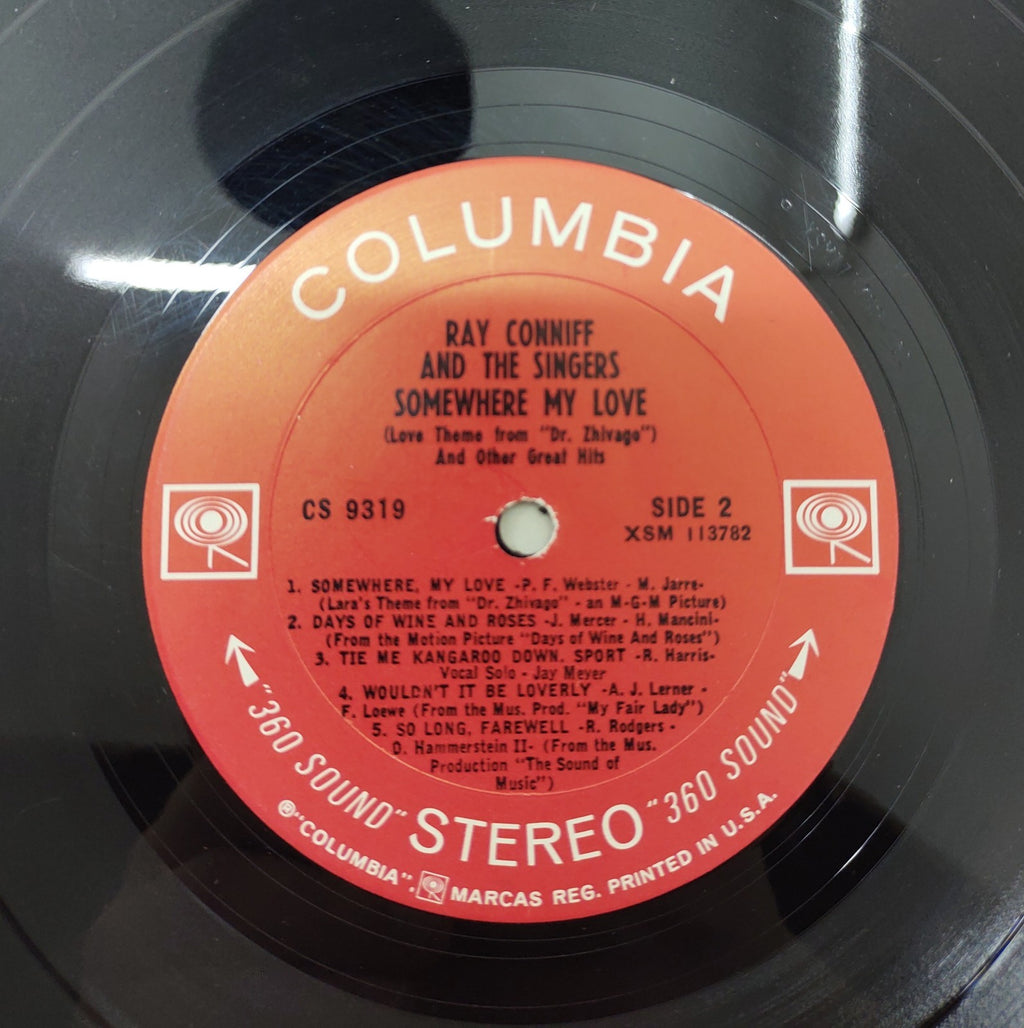 COLUMBIA
RAY CONNIFF
AND THE SINGERS
SOMEWHERE MY LOVE
(Love Theme from "Dr. Zhivago")
And Other Great Hits
CS 9319
SIDE 2
XSM 113782
1. SOMEWHERE, MY LOVE -P. F. Webster - M. Jarre-
(Lara's Theme from "Dr. Zhivago" - an M-G-M Picture)
2. DAYS OF WINE AND ROSES -J. Mercer - H. Mancini-
(From the Motion Picture "Days of Wine And Roses")
3. TIE ME KANGAROO DOWN, SPORT -R. Harris-
Vocal Solo - Jay Meyer
4. WOULDN'T IT BE LOVERLY -A. J. Lerner -
F. Loewe (From the Mus. Prod. "My Fair Lady")
5. SO LONG, FAREWELL -R. Rodgers -
O. Hammerstein II- (From the Mus.
Production "The Sound of
Music")
"360 SOUND" STEREO "360 SOUND"
® "COLUMBIA", MARCAS REG. PRINTED IN U.S.A.